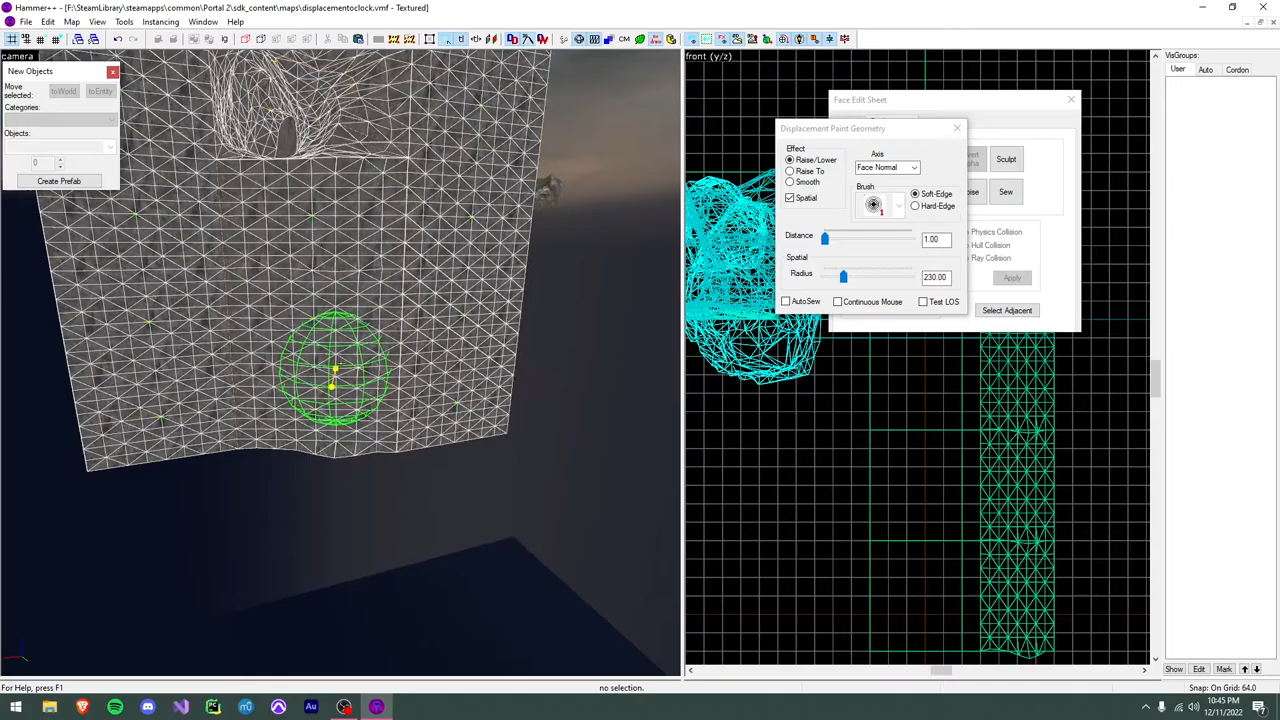 Hammer++ - [F:\SteamLibrary\steamapps\common\Portal 2\sdk_content\maps\displacementoclock.vmf - Textured]
File Edit Map View Tools Instancing Window Help
camera
front (y/z)
New Objects
Move selected:
toWorld
toEntity
Categories:
Objects:
0
Create Prefab
Face Edit Sheet
Displacement Paint Geometry
Effect
Raise/Lower
Raise To
Smooth
Spatial
Axis
Face Normal
Brush
1
Soft-Edge
Hard-Edge
Distance
1.00
Spatial
Radius
230.00
AutoSew
Continuous Mouse
Test LOS
Sculpt
Sew
Physics Collision
Hull Collision
Ray Collision
Apply
Select Adjacent
VisGroups:
User Auto Cordon
Show Edit Mark
For Help, press F1
no selection.
Snap: On Grid: 64.0
10:45 PM
12/11/2022